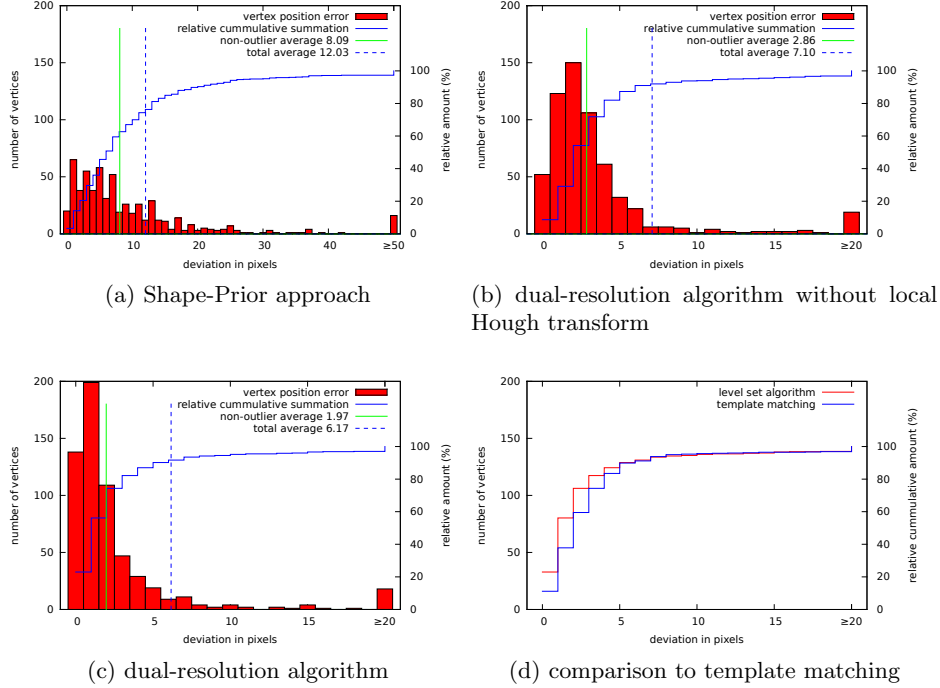 200
150
100
50
0
number of vertices
vertex position error
relative cummulative summation
non-outlier average 8.09
total average 12.03
100
80
60
40
20
0
relative amount (%)
0 10 20 30 40 ≥50
deviation in pixels
(a) Shape-Prior approach
200
150
100
50
0
number of vertices
vertex position error
relative cummulative summation
non-outlier average 2.86
total average 7.10
100
80
60
40
20
0
relative amount (%)
0 5 10 15 ≥20
deviation in pixels
(b) dual-resolution algorithm without local
Hough transform
200
150
100
50
0
number of vertices
vertex position error
relative cummulative summation
non-outlier average 1.97
total average 6.17
100
80
60
40
20
0
relative amount (%)
0 5 10 15 ≥20
deviation in pixels
(c) dual-resolution algorithm
200
150
100
50
0
number of vertices
level set algorithm
template matching
100
80
60
40
20
0
relative cummulative amount (%)
0 5 10 15 ≥20
deviation in pixels
(d) comparison to template matching